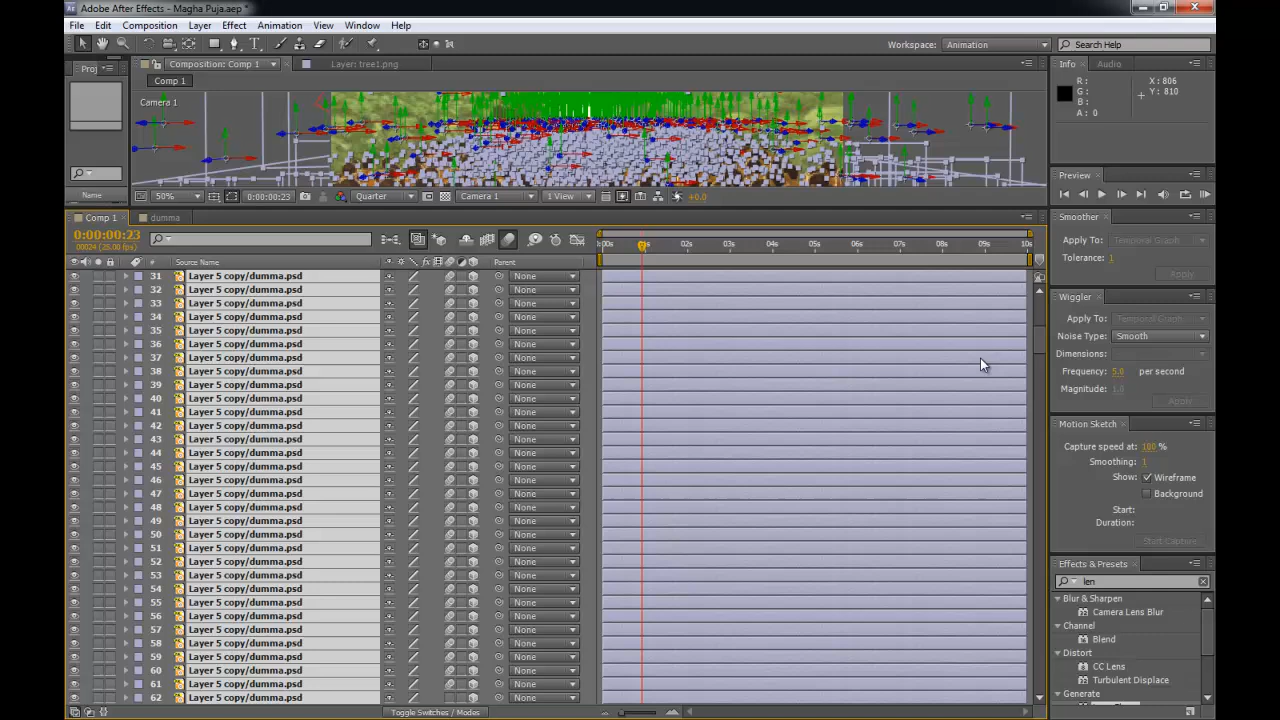 Adobe After Effects - Magha Puja.aep *
File Edit Composition Layer Effect Animation View Window Help
Workspace: Animation Search Help
Proj Composition: Comp 1 Layer: tree1.png Info Audio
Comp 1
Camera 1
R:
G:
B:
A: 0
X: 806
Y: 810
Preview
Name 50% 0:00:00:23 Quarter Camera 1 1 View +0.0
Comp 1 dumma
Smoother
0:00:00:23
00024 (25.00 fps)
:00s 02s 03s 04s 05s 06s 07s 08s 09s 10s
Apply To: Temporal Graph
Tolerance: 1
Apply
# Source Name Parent
31 Layer 5 copy/dumma.psd None
32 Layer 5 copy/dumma.psd None
33 Layer 5 copy/dumma.psd None
34 Layer 5 copy/dumma.psd None
35 Layer 5 copy/dumma.psd None
36 Layer 5 copy/dumma.psd None
37 Layer 5 copy/dumma.psd None
38 Layer 5 copy/dumma.psd None
39 Layer 5 copy/dumma.psd None
40 Layer 5 copy/dumma.psd None
41 Layer 5 copy/dumma.psd None
42 Layer 5 copy/dumma.psd None
43 Layer 5 copy/dumma.psd None
44 Layer 5 copy/dumma.psd None
45 Layer 5 copy/dumma.psd None
46 Layer 5 copy/dumma.psd None
47 Layer 5 copy/dumma.psd None
48 Layer 5 copy/dumma.psd None
49 Layer 5 copy/dumma.psd None
50 Layer 5 copy/dumma.psd None
51 Layer 5 copy/dumma.psd None
52 Layer 5 copy/dumma.psd None
53 Layer 5 copy/dumma.psd None
54 Layer 5 copy/dumma.psd None
55 Layer 5 copy/dumma.psd None
56 Layer 5 copy/dumma.psd None
57 Layer 5 copy/dumma.psd None
58 Layer 5 copy/dumma.psd None
59 Layer 5 copy/dumma.psd None
60 Layer 5 copy/dumma.psd None
61 Layer 5 copy/dumma.psd None
62 Layer 5 copy/dumma.psd None
Toggle Switches / Modes
Wiggler
Apply To: Temporal Graph
Noise Type: Smooth
Dimensions:
Frequency: 5.0 per second
Magnitude: 1.0
Apply
Motion Sketch
Capture speed at: 100 %
Smoothing: 1
Show: Wireframe
Background
Start:
Duration:
Start Capture
Effects & Presets
len
Blur & Sharpen
Camera Lens Blur
Channel
Blend
Distort
CC Lens
Turbulent Displace
Generate